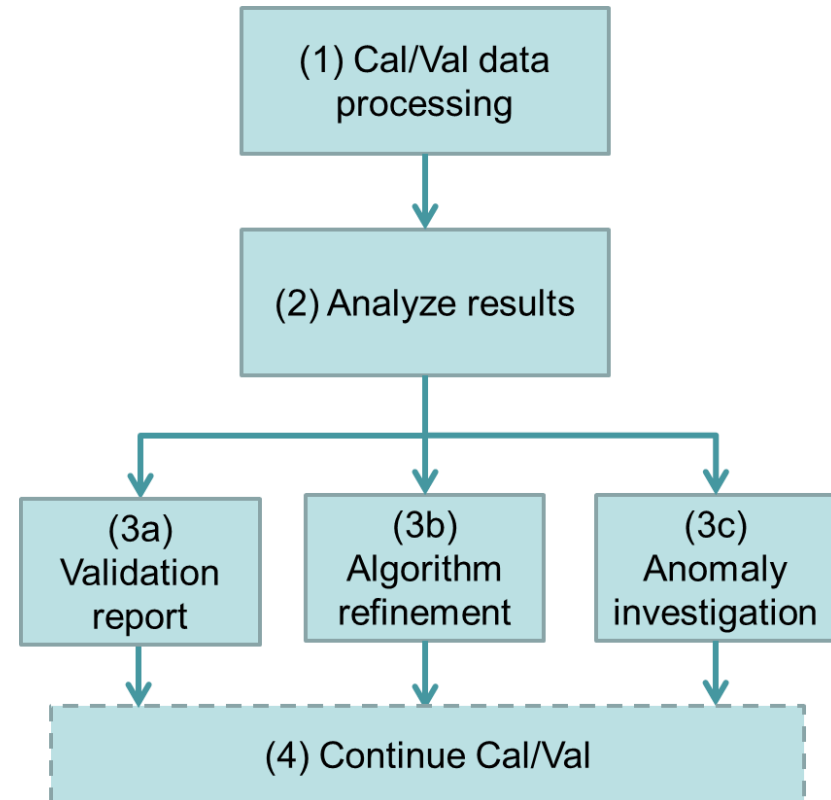 (1) Cal/Val data
processing
(2) Analyze results
(3a)
Validation
report
(3b)
Algorithm
refinement
(3c)
Anomaly
investigation
(4) Continue Cal/Val